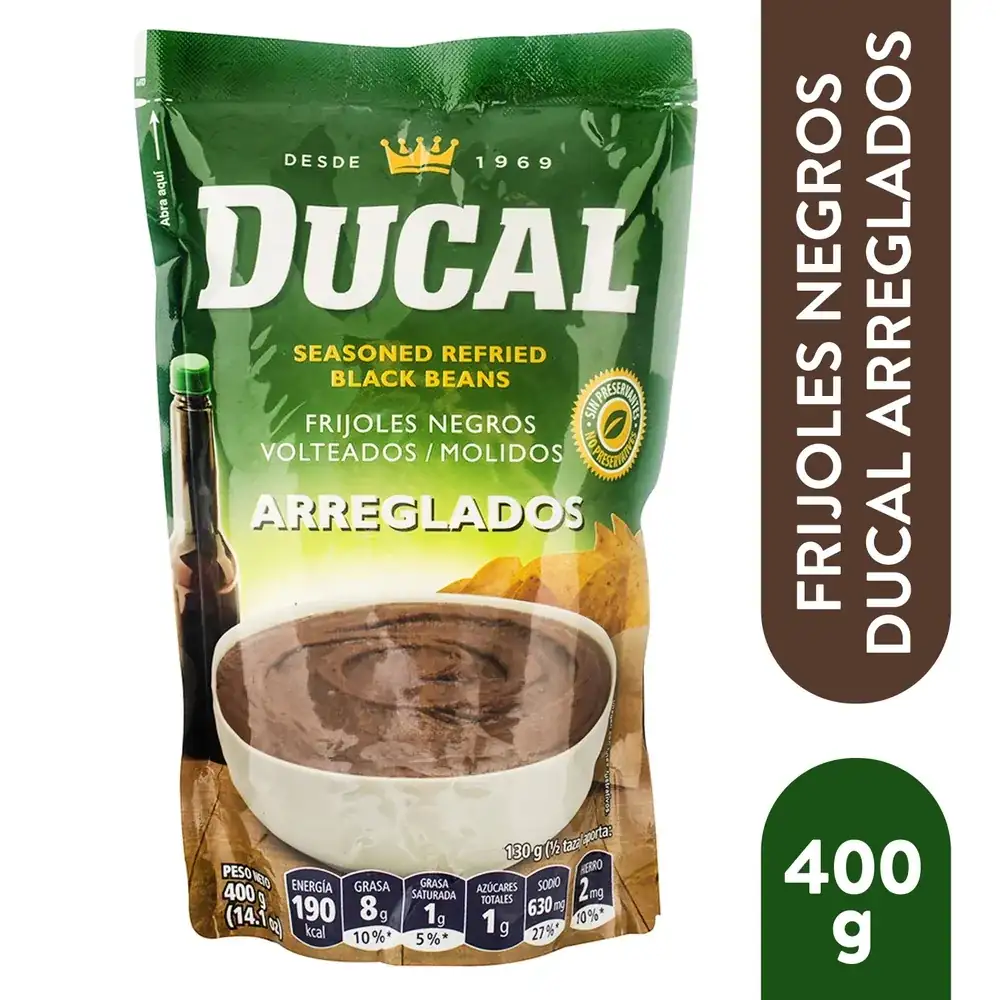 Abra aquí
DESDE 1969
DUCAL
SEASONED REFRIED
BLACK BEANS
FRIJOLES NEGROS
VOLTEADOS / MOLIDOS
SIN PRESERVANTES
NO PRESERVATIVES
ARREGLADOS
130 g (½ taza) aporta:
PESO NETO
400 g
(14.1 oz)
ENERGÍA
190
kcal
GRASA
8 g
10%*
GRASA
SATURADA
1 g
5%*
AZÚCARES
TOTALES
1 g
SODIO
630 mg
27%*
HIERRO
2 mg
10%*
FRIJOLES NEGROS
DUCAL ARREGLADOS
400
g